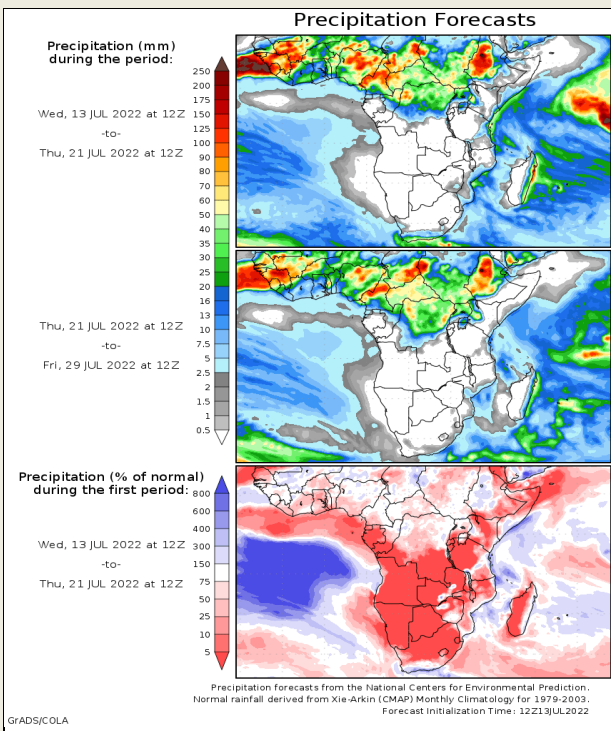 Precipitation Forecasts
Precipitation (mm)
during the period:
Wed, 13 JUL 2022 at 12Z
-to-
Thu, 21 JUL 2022 at 12Z
250
200
175
150
125
100
90
80
70
60
50
40
35
30
25
20
16
13
10
7.5
5
2.5
2
1.5
1
0.5
Thu, 21 JUL 2022 at 12Z
-to-
Fri, 29 JUL 2022 at 12Z
Precipitation (% of normal)
during the first period:
Wed, 13 JUL 2022 at 12Z
-to-
Thu, 21 JUL 2022 at 12Z
800
600
400
300
150
75
50
25
10
5
Precipitation forecasts from the National Centers for Environmental Prediction.
Normal rainfall derived from Xie-Arkin (CMAP) Monthly Climatology for 1979-2003.
Forecast Initialization Time: 12Z13JUL2022
GrADS/COLA